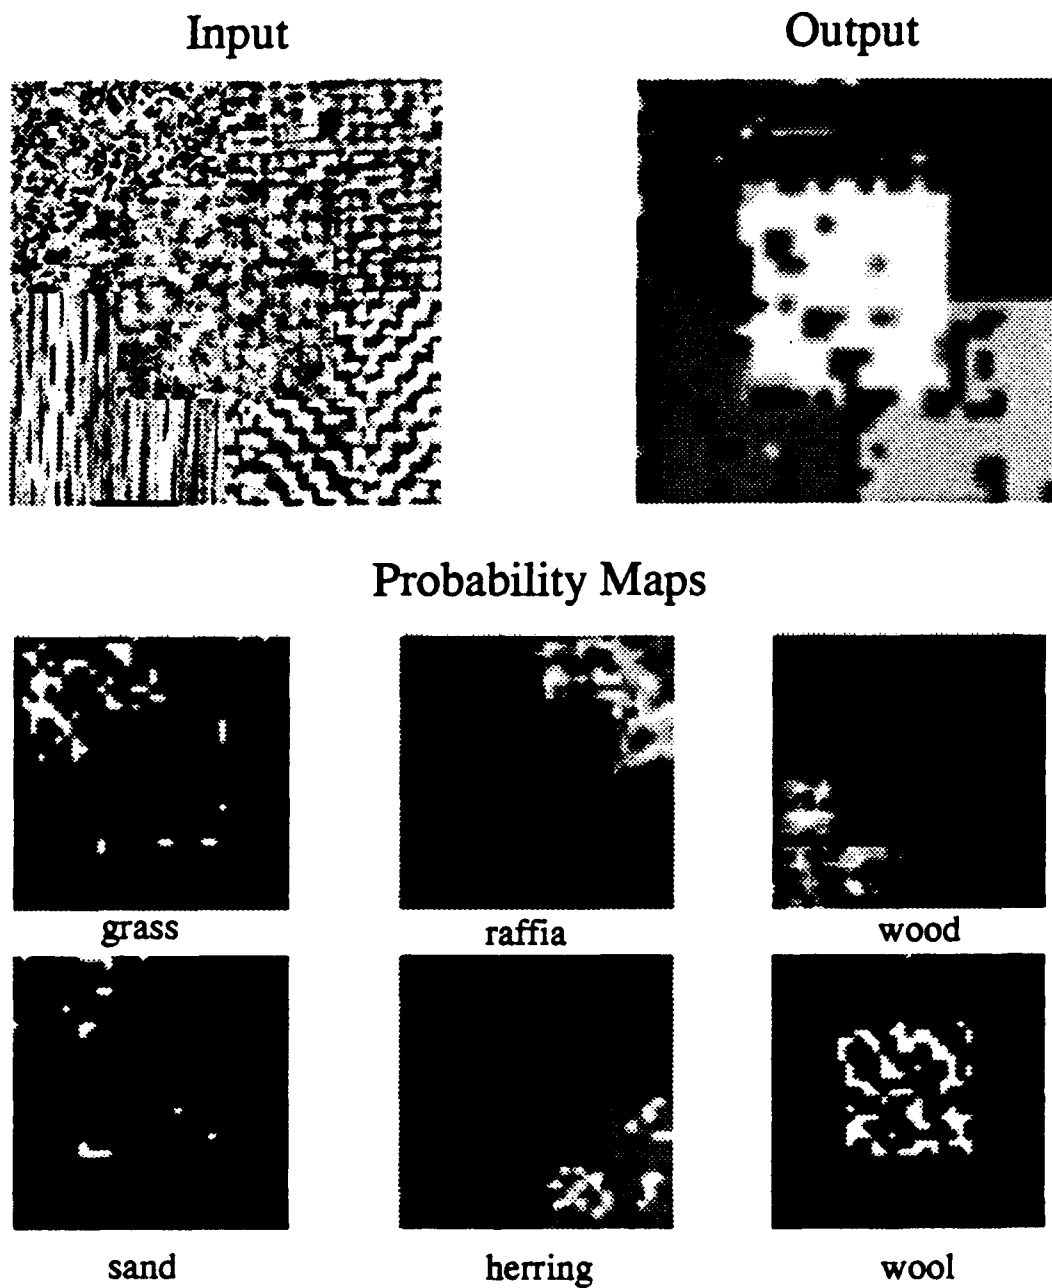 Input Output
Probability Maps
grass raffia wood
sand herring wool